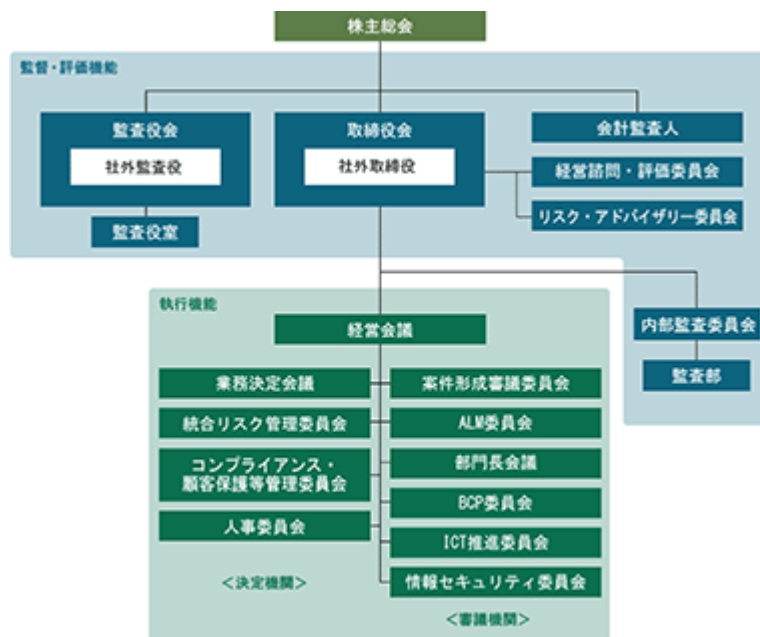 株主総会
監督・評価機能
監査役会
社外監査役
監査役室
取締役会
社外取締役
会計監査人
経営諮問・評価委員会
リスク・アドバイザリー委員会
内部監査委員会
監査部
執行機能
経営会議
業務決定会議
統合リスク管理委員会
コンプライアンス・
顧客保護等管理委員会
人事委員会
<決定機関>
案件形成審議委員会
ALM委員会
部門長会議
BCP委員会
ICT推進委員会
情報セキュリティ委員会
<審議機関>